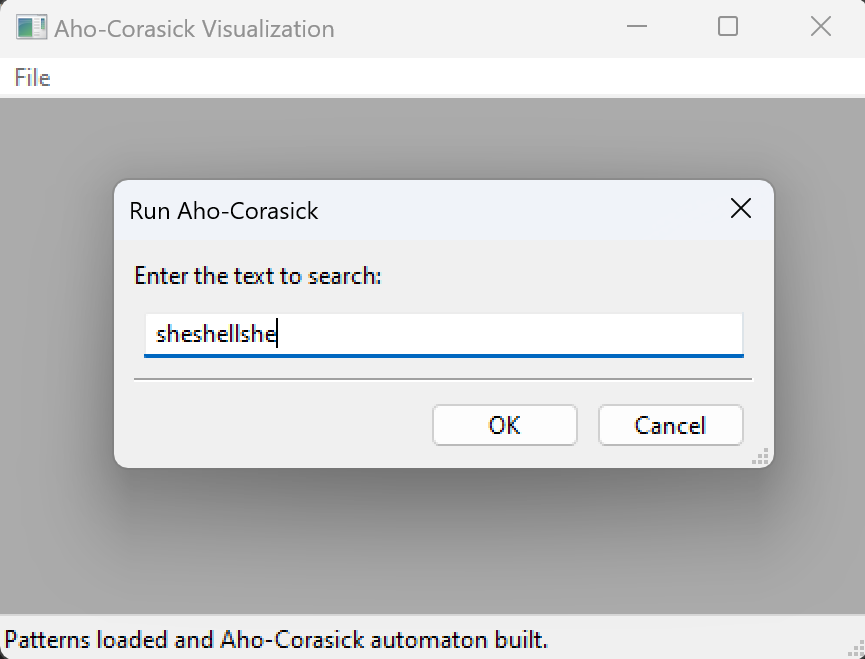 Aho-Corasick Visualization
File
Run Aho-Corasick
Enter the text to search:
sheshellshe
OK Cancel
Patterns loaded and Aho-Corasick automaton built.